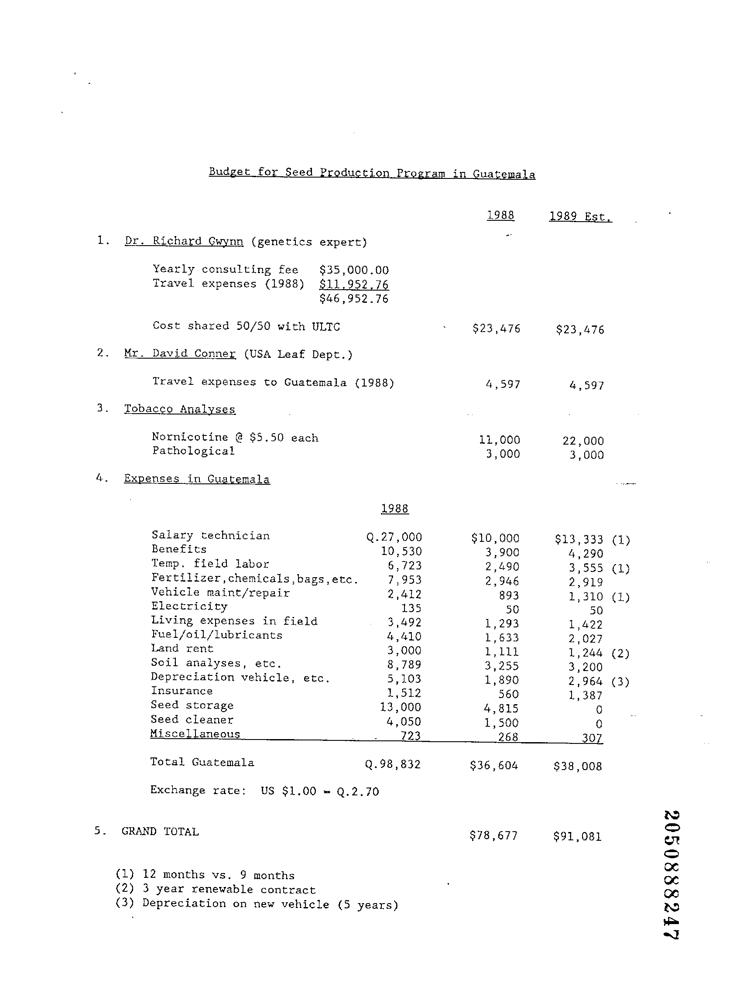 Budget for Seed Production Program in Guatemala
1988 1989 Est.
1. Dr. Richard Gwynn (genetics expert)
Yearly consulting fee $35,000.00
Travel expenses (1988) $11,952.76
$46,952.76
Cost shared 50/50 with ULTC $23,476 $23,476
2. Mr. David Conner (USA Leaf Dept.)
Travel expenses to Guatemala (1988) 4,597 4,597
3. Tobacco Analyses
Nornicotine @ $5.50 each 11,000 22,000
Pathological 3,000 3,000
4. Expenses in Guatemala
1988
Salary technician Q.27,000 $10,000 $13,333 (1)
Benefits 10,530 3,900 4,290
Temp. field labor 6,723 2,490 3,555 (1)
Fertilizer,chemicals,bags,etc. 7,953 2,946 2,919
Vehicle maint/repair 2,412 893 1,310 (1)
Electricity 135 50 50
Living expenses in field 3,492 1,293 1,422
Fuel/oil/lubricants 4,410 1,633 2,027
Land rent 3,000 1,111 1,244 (2)
Soil analyses, etc. 8,789 3,255 3,200
Depreciation vehicle, etc. 5,103 1,890 2,964 (3)
Insurance 1,512 560 1,387
Seed storage 13,000 4,815 0
Seed cleaner 4,050 1,500 0
Miscellaneous 723 268 307
Total Guatemala Q.98,832 $36,604 $38,008
Exchange rate: US $1.00 = Q.2.70
5. GRAND TOTAL $78,677 $91,081
(1) 12 months vs. 9 months
(2) 3 year renewable contract
(3) Depreciation on new vehicle (5 years)
2050888247